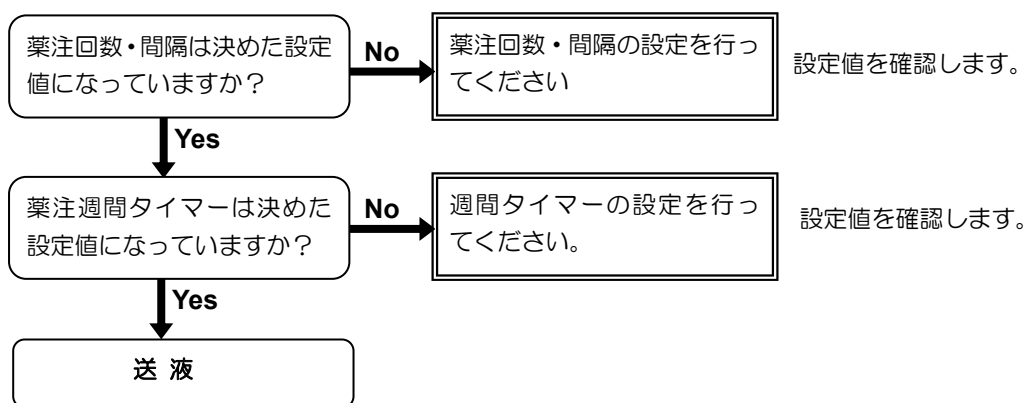 薬注回数・間隔は決めた設定
値になっていますか？
No
薬注回数・間隔の設定を行っ
てください
設定値を確認します。
Yes
薬注週間タイマーは決めた
設定値になっていますか？
No
週間タイマーの設定を行っ
てください。
設定値を確認します。
Yes
送 液